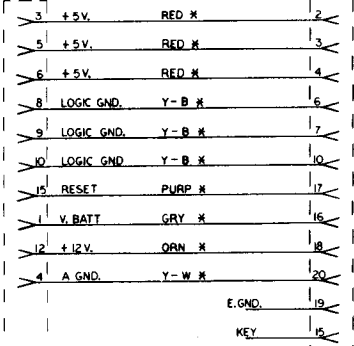 3 +5V. RED * 2
5 +5V. RED * 3
6 +5V. RED * 4
8 LOGIC GND. Y-B * 6
9 LOGIC GND. Y-B * 7
10 LOGIC GND Y-B * 10
15 RESET PURP * 17
1 V. BATT GRY * 16
12 +12V. ORN * 18
4 A GND. Y-W * 20
E.GND. 19
KEY 15